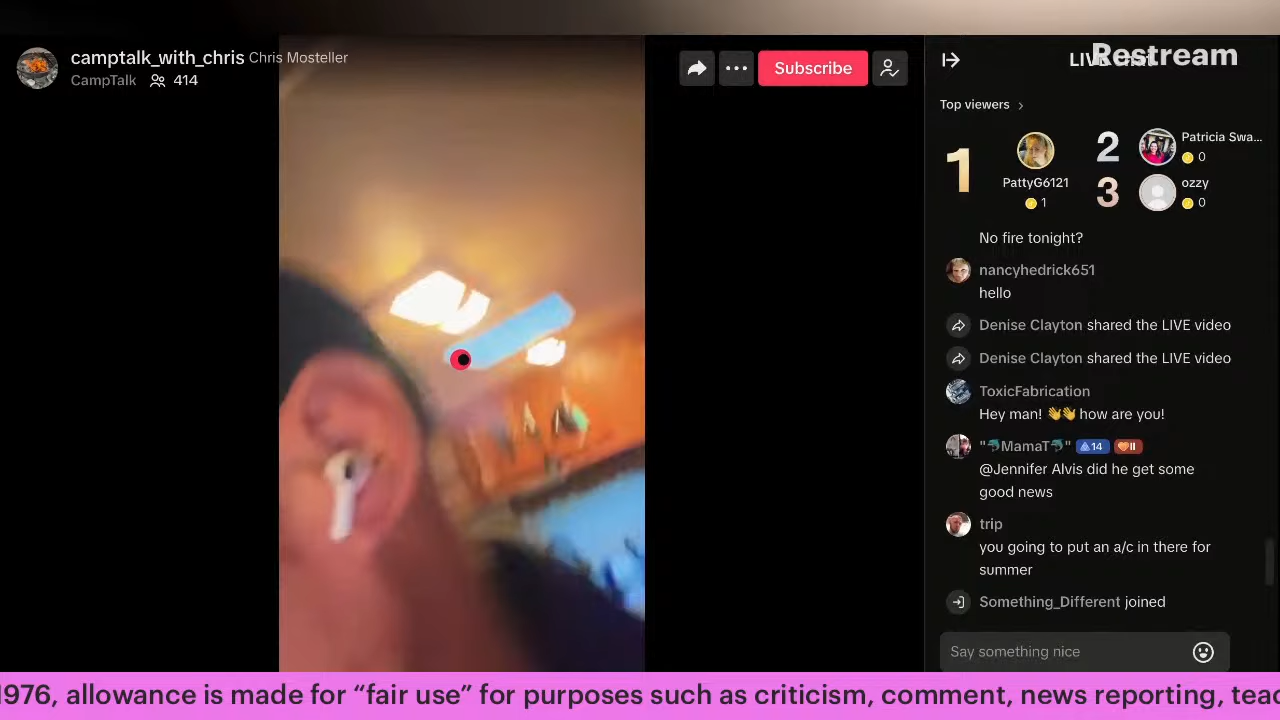 camptalk_with_chris Chris Mosteller
CampTalk 414
Subscribe
Restream
Top viewers
1
PattyG6121
1
2
Patricia Swa...
0
3
ozzy
0
No fire tonight?
nancyhedrick651
hello
Denise Clayton shared the LIVE video
Denise Clayton shared the LIVE video
ToxicFabrication
Hey man! 👋👋 how are you!
"🐬MamaT🐬" 14 II
@Jennifer Alvis did he get some
good news
trip
you going to put an a/c in there for
summer
Something_Different joined
Say something nice
1976, allowance is made for “fair use” for purposes such as criticism, comment, news reporting, teac